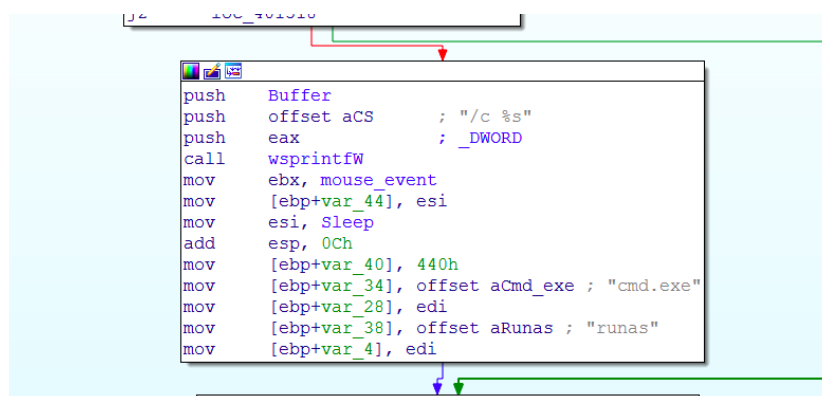 push Buffer
push offset aCS ; "/c %s"
push eax ; _DWORD
call wsprintfW
mov ebx, mouse_event
mov [ebp+var_44], esi
mov esi, Sleep
add esp, 0Ch
mov [ebp+var_40], 440h
mov [ebp+var_34], offset aCmd_exe ; "cmd.exe"
mov [ebp+var_28], edi
mov [ebp+var_38], offset aRunas ; "runas"
mov [ebp+var_4], edi